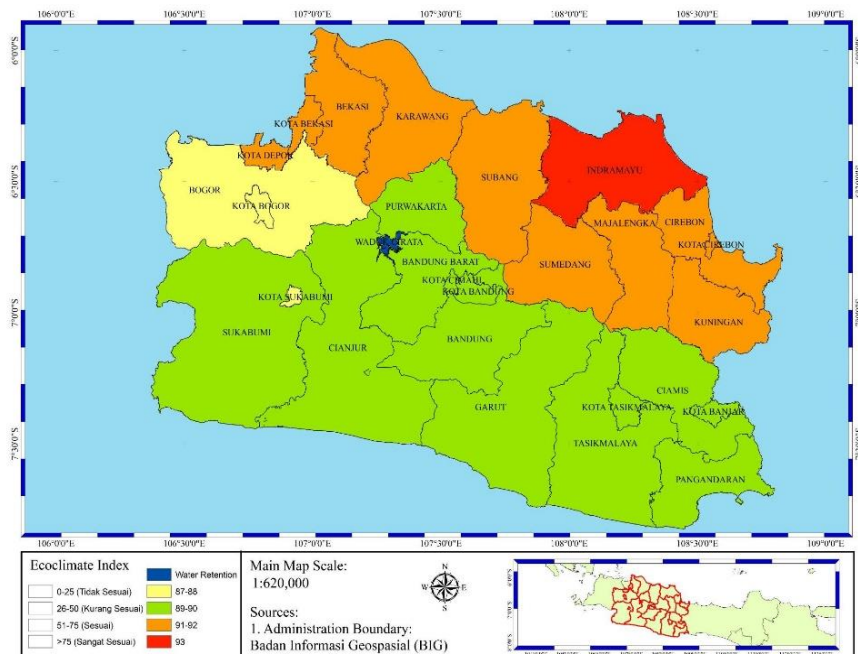 106°0'0"E 106°30'0"E 107°0'0"E 107°30'0"E 108°0'0"E 108°30'0"E 109°0'0"E
6°0'0"S
6°30'0"S
7°0'0"S
7°30'0"S
BEKASI
KOTA BEKASI
KARAWANG
KOTA DEPOK
INDRAMAYU
SUBANG
BOGOR
KOTA BOGOR
PURWAKARTA
MAJALENGKA
CIREBON
WADUK CIRATA
KOTA CIREBON
BANDUNG BARAT
SUMEDANG
KOTA CIMAHI
KOTA BANDUNG
KOTA SUKABUMI
KUNINGAN
SUKABUMI
CIANJUR
BANDUNG
CIAMIS
GARUT
KOTA TASIKMALAYA
KOTA BANJAR
TASIKMALAYA
PANGANDARAN
106°0'0"E 106°30'0"E 107°0'0"E 107°30'0"E 108°0'0"E 108°30'0"E 109°0'0"E
Ecoclimate Index
0-25 (Tidak Sesuai)
26-50 (Kurang Sesuai)
51-75 (Sesuai)
>75 (Sangat Sesuai)
Water Retention
87-88
89-90
91-92
93
Main Map Scale:
1:620,000
Sources:
1. Administration Boundary:
Badan Informasi Geospasial (BIG)
N
W E
S